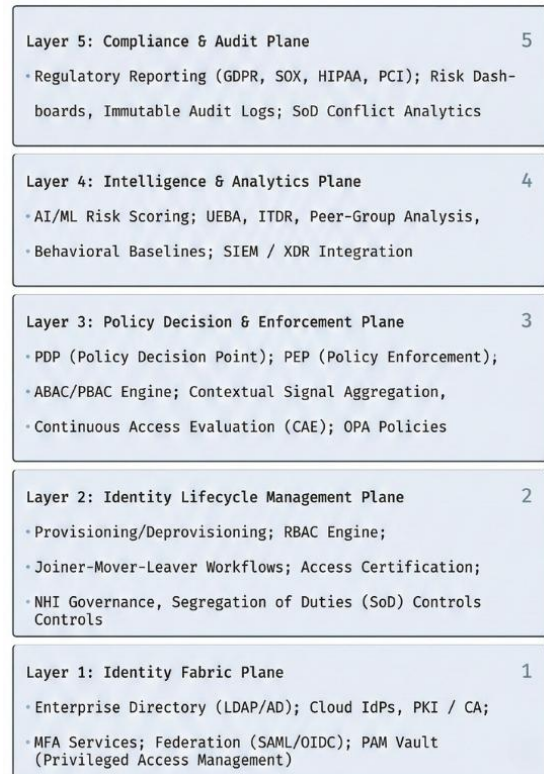 Layer 5: Compliance & Audit Plane 5
• Regulatory Reporting (GDPR, SOX, HIPAA, PCI); Risk Dash-
boards, Immutable Audit Logs; SoD Conflict Analytics
Layer 4: Intelligence & Analytics Plane 4
• AI/ML Risk Scoring; UEBA, ITDR, Peer-Group Analysis,
• Behavioral Baselines; SIEM / XDR Integration
Layer 3: Policy Decision & Enforcement Plane 3
• PDP (Policy Decision Point); PEP (Policy Enforcement);
• ABAC/PBAC Engine; Contextual Signal Aggregation,
• Continuous Access Evaluation (CAE); OPA Policies
Layer 2: Identity Lifecycle Management Plane 2
• Provisioning/Deprovisioning; RBAC Engine;
• Joiner-Mover-Leaver Workflows; Access Certification;
• NHI Governance, Segregation of Duties (SoD) Controls
Controls
Layer 1: Identity Fabric Plane 1
• Enterprise Directory (LDAP/AD); Cloud IdPs, PKI / CA;
• MFA Services; Federation (SAML/OIDC); PAM Vault
(Privileged Access Management)